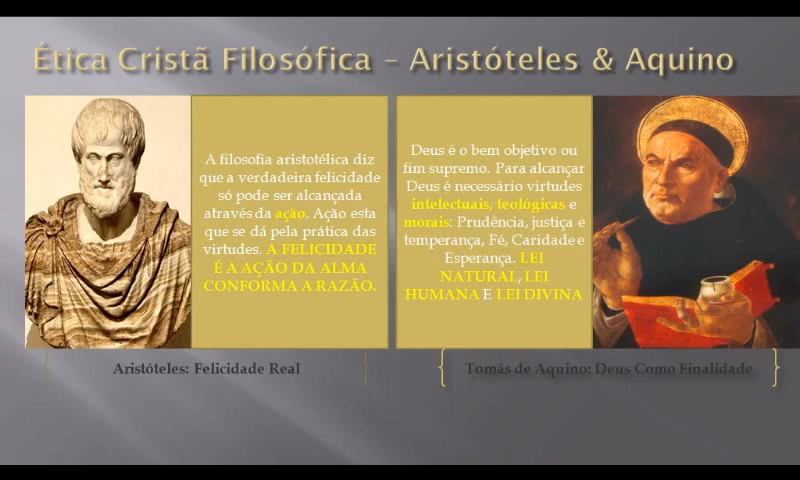 Ética Cristã Filosófica – Aristóteles & Aquino
A filosofia aristotélica diz
que a verdadeira felicidade
só pode ser alcançada
através da ação. Ação esta
que se dá pela prática das
virtudes. A FELICIDADE
É A AÇÃO DA ALMA
CONFORMA A RAZÃO.
Deus é o bem objetivo ou
fim supremo. Para alcançar
Deus é necessário virtudes
intelectuais, teológicas e
morais: Prudência, justiça e
temperança, Fé, Caridade e
Esperança. LEI
NATURAL, LEI
HUMANA E LEI DIVINA
Aristóteles: Felicidade Real
Tomás de Aquino: Deus Como Finalidade